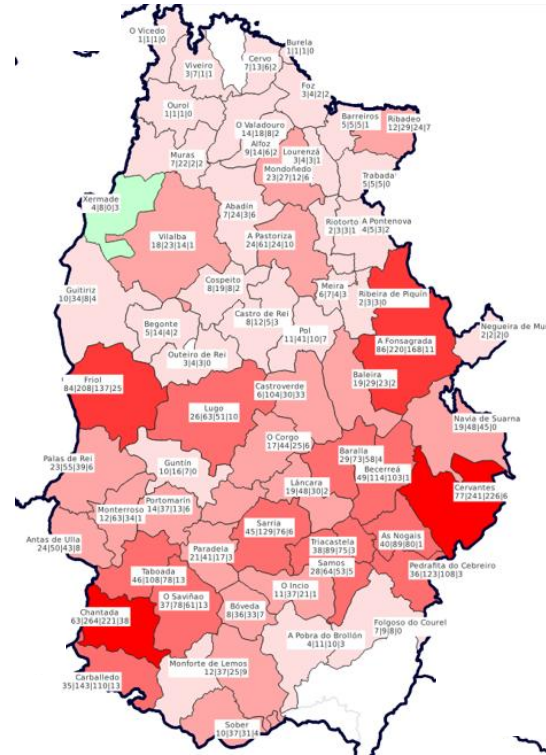 O Vicedo
1|1|1|0
Burela
1|1|1|0
Viveiro
3|7|1|1
Cervo
7|13|6|2
Foz
3|4|2|2
Ourol
1|1|1|0
O Valadouro
14|18|8|2
Barreiros
5|5|5|1
Ribadeo
12|29|24|7
Alfoz
9|14|6|2
Lourenzá
3|4|3|1
Muras
7|22|2|2
Mondoñedo
23|27|12|6
Trabada
5|5|5|0
Xermade
4|8|0|3
Abadín
7|24|3|6
Riotorto
2|3|3|1
A Pontenova
4|5|3|2
Vilalba
18|23|14|1
A Pastoriza
24|61|24|10
Guitiriz
10|34|8|4
Cospeito
8|19|8|2
Meira
6|7|4|3
Ribeira de Piquín
2|3|3|0
Begonte
5|14|4|2
Castro de Rei
8|12|5|3
Pol
11|41|10|7
Negueira de Mu
2|2|2|0
A Fonsagrada
86|220|168|11
Outeiro de Rei
3|4|3|0
Baleira
19|29|23|2
Friol
84|208|137|25
Castroverde
6|104|30|33
Lugo
26|63|51|10
Navia de Suarna
19|48|45|0
O Corgo
17|44|25|6
Palas de Rei
23|55|39|6
Guntín
10|16|7|0
Baralla
29|73|58|4
Becerreá
49|114|103|1
Láncara
19|48|30|2
Cervantes
77|241|226|6
Monterroso
12|63|34|1
Portomarín
14|37|13|6
Antas de Ulla
24|50|43|8
Sarria
45|129|76|6
Triacastela
38|89|75|3
As Nogais
40|89|80|1
Paradela
21|41|17|3
Samos
28|64|53|5
Pedrafita do Cebreiro
36|123|108|3
Taboada
46|108|78|13
O Saviñao
37|78|61|13
O Incio
11|37|21|1
Chantada
63|264|221|38
Bóveda
8|36|33|7
Folgoso do Courel
7|9|8|0
A Pobra do Brollón
4|11|10|3
Carballedo
35|143|110|13
Monforte de Lemos
12|37|25|9
Sober
10|37|31|4